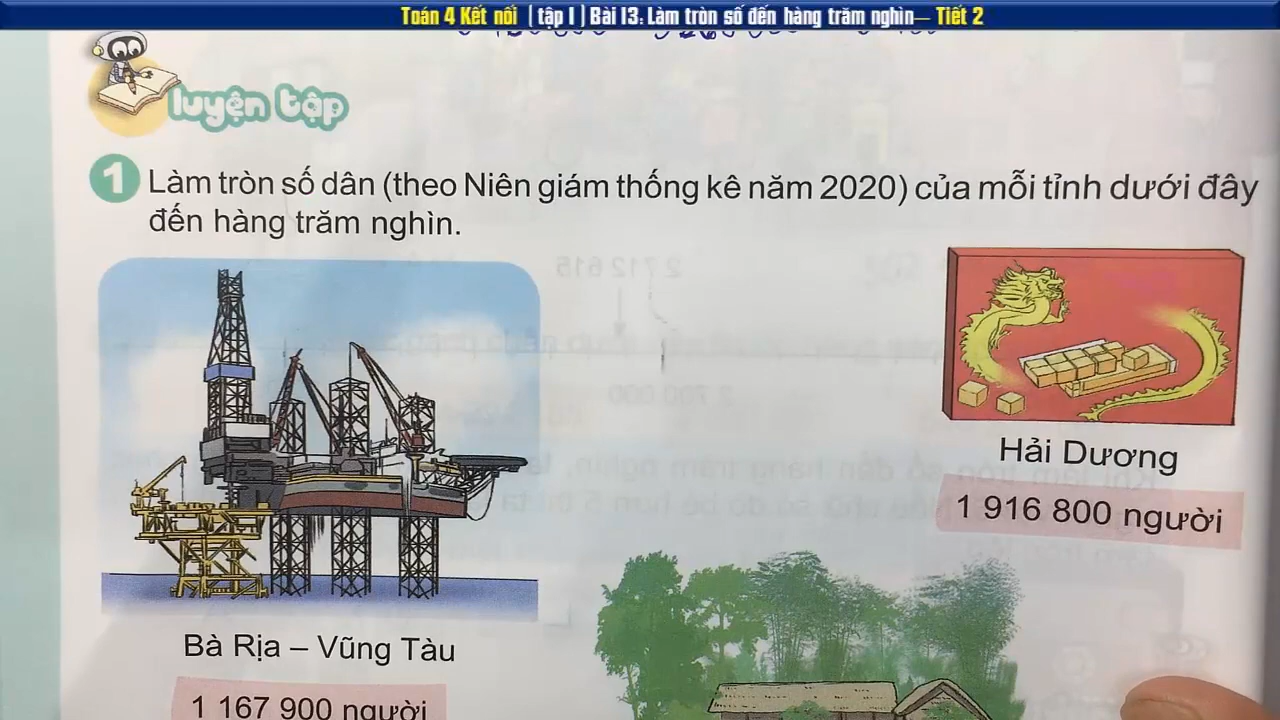 Toán 4 Kết nối ( tập 1 ) Bài 13: Làm tròn số đến hàng trăm nghìn– Tiết 2
luyện tập
1 Làm tròn số dân (theo Niên giám thống kê năm 2020) của mỗi tỉnh dưới đây
đến hàng trăm nghìn.
Hải Dương
1 916 800 người
Bà Rịa – Vũng Tàu
1 167 900 người